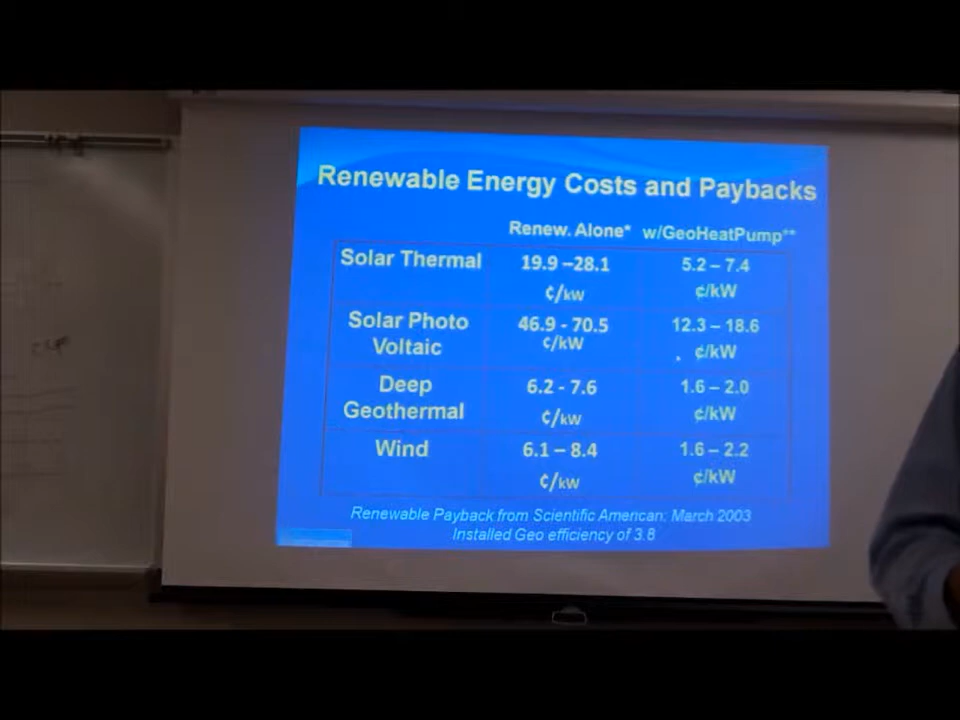 Renewable Energy Costs and Paybacks
Renew. Alone* w/GeoHeatPump**
Solar Thermal 19.9 –28.1 5.2 – 7.4
¢/kW ¢/kW
Solar Photo 46.9 - 70.5 12.3 – 18.6
Voltaic ¢/kW . ¢/kW
Deep 6.2 - 7.6 1.6 – 2.0
Geothermal ¢/kW ¢/kW
Wind 6.1 – 8.4 1.6 – 2.2
¢/kW ¢/kW
Renewable Payback from Scientific American: March 2003
Installed Geo efficiency of 3.8